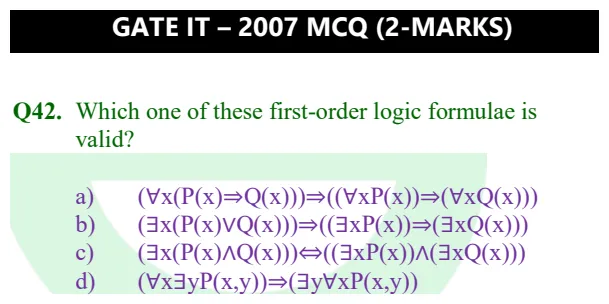 GATE IT – 2007 MCQ (2-MARKS)
Q42. Which one of these first-order logic formulae is
valid?
a) (∀x(P(x)⇒Q(x)))⇒((∀xP(x))⇒(∀xQ(x)))
b) (∃x(P(x)∨Q(x)))⇒((∃xP(x))⇒(∃xQ(x)))
c) (∃x(P(x)∧Q(x)))⇔((∃xP(x))∧(∃xQ(x)))
d) (∀x∃yP(x,y))⇒(∃y∀xP(x,y))